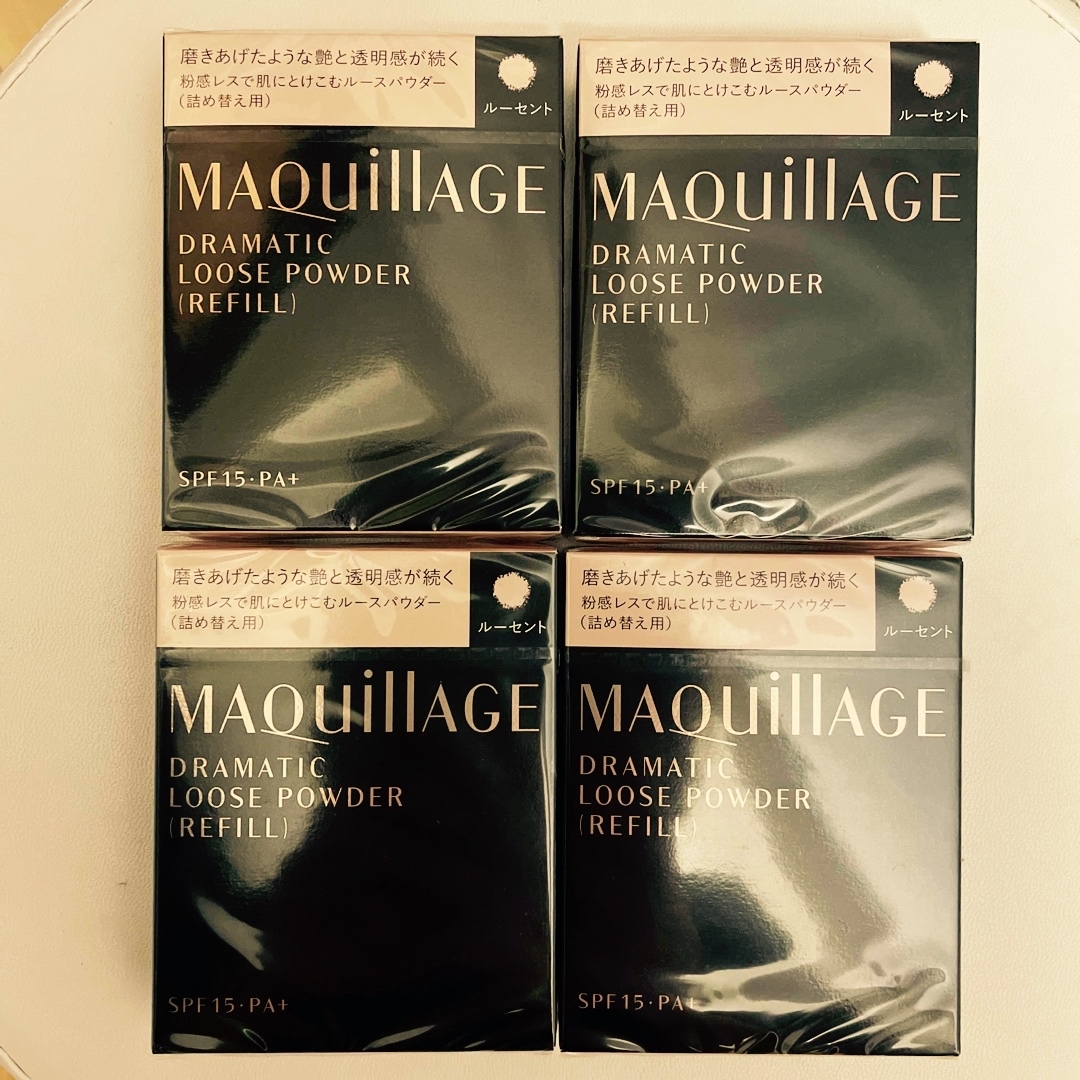 磨きあげたような艶と透明感が続く
粉感レスで肌にとけこむルースパウダー
(詰め替え用)
ルーセント
MAQuillAGE
DRAMATIC
LOOSE POWDER
(REFILL)
SPF15・PA+
磨きあげたような艶と透明感が続く
粉感レスで肌にとけこむルースパウダー
(詰め替え用)
ルーセント
MAQuillAGE
DRAMATIC
LOOSE POWDER
(REFILL)
SPF15・PA+
磨きあげたような艶と透明感が続く
粉感レスで肌にとけこむルースパウダー
(詰め替え用)
ルーセント
MAQuillAGE
DRAMATIC
LOOSE POWDER
(REFILL)
SPF15・PA+
磨きあげたような艶と透明感が続く
粉感レスで肌にとけこむルースパウダー
(詰め替え用)
ルーセント
MAQuillAGE
DRAMATIC
LOOSE POWDER
(REFILL)
SPF15・PA+